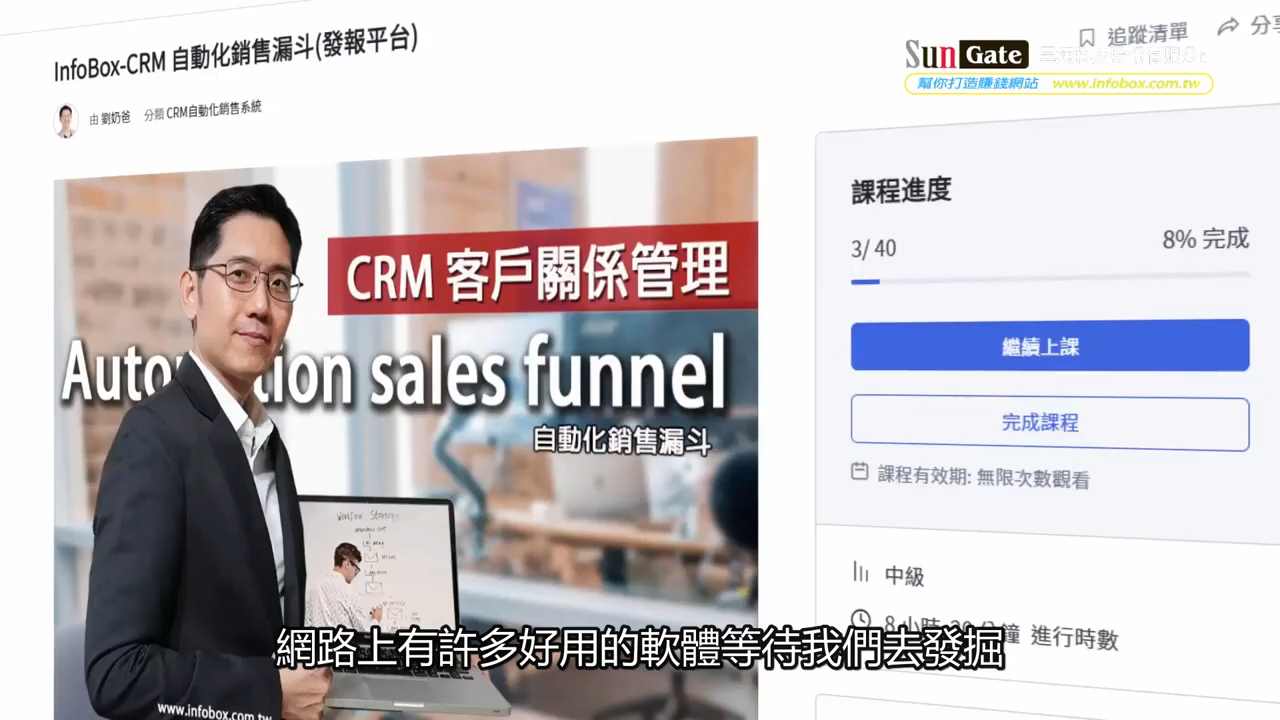 InfoBox-CRM 自動化銷售漏斗(發報平台)
由 劉奶爸 分類 CRM自動化銷售系統
追蹤清單
分享
Sun Gate
幫你打造賺錢網站 www.infobox.com.tw
CRM 客戶關係管理
Automation sales funnel
自動化銷售漏斗
Workflow Strategy
www.infobox.com.tw
課程進度
3/ 40
8% 完成
繼續上課
完成課程
課程有效期: 無限次數觀看
中級
進行時數
網路上有許多好用的軟體等待我們去發掘